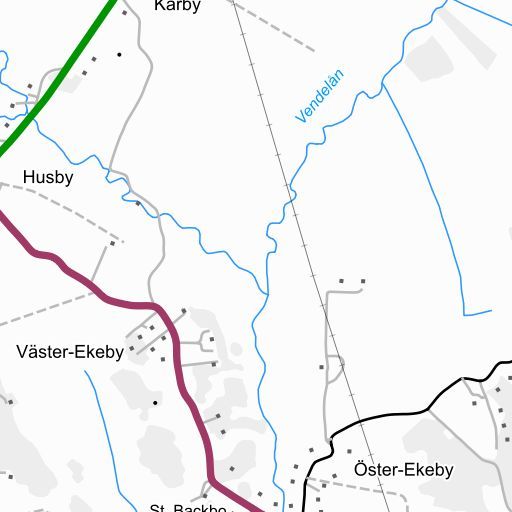 Karby
Vendelån
Husby
Väster-Ekeby
Öster-Ekeby
St. Backbo